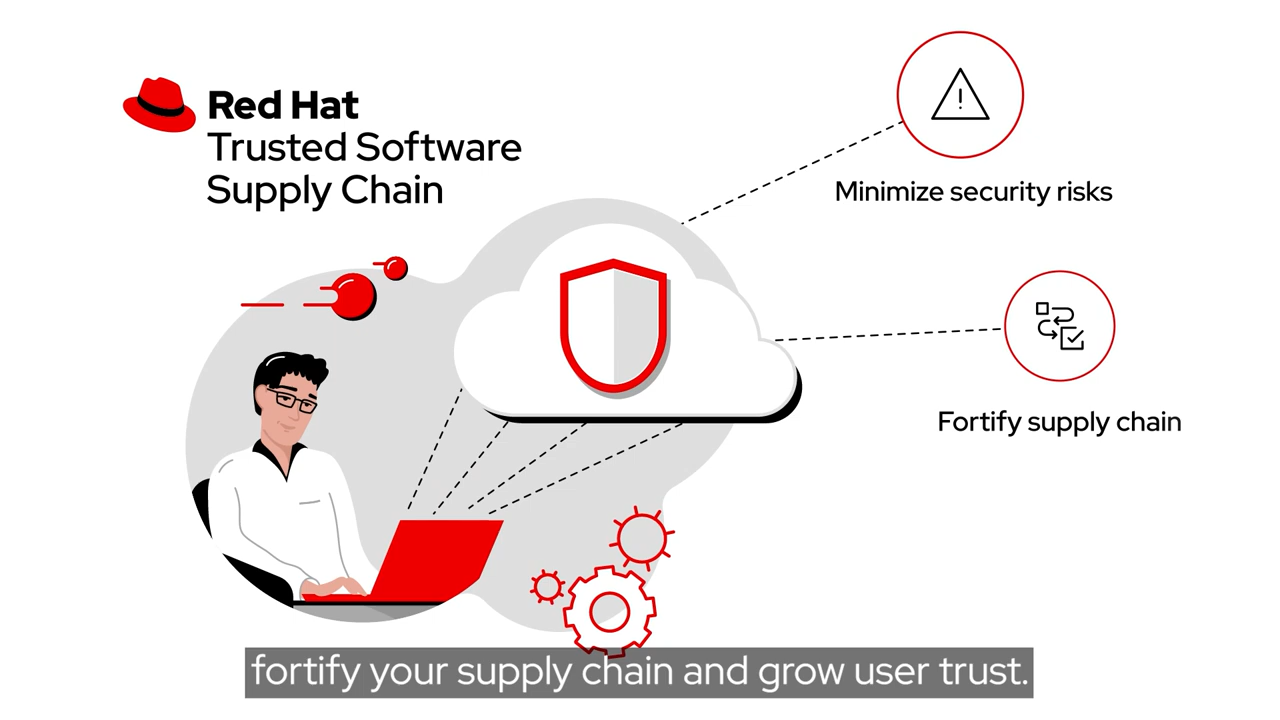 Red Hat
Trusted Software
Supply Chain
Minimize security risks
Fortify supply chain
fortify your supply chain and grow user trust.